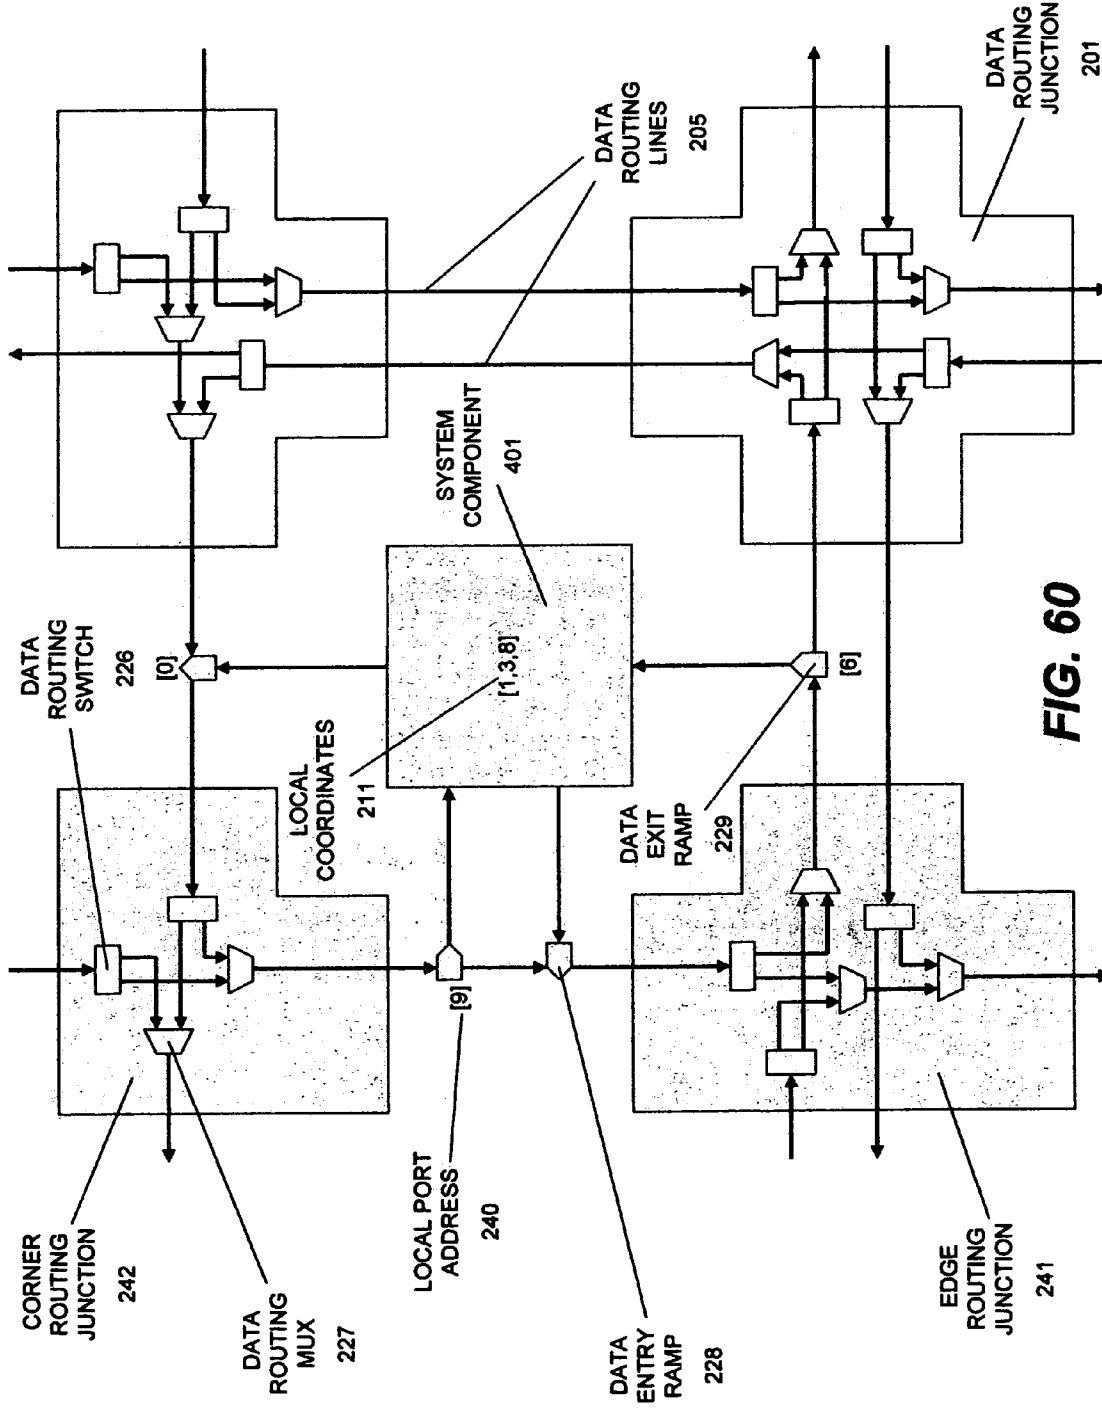 CORNER
ROUTING
JUNCTION
242
DATA
ROUTING
SWITCH
226
[0]
DATA
ROUTING
MUX
227
LOCAL
COORDINATES
211
LOCAL PORT
ADDRESS
240
[9]
SYSTEM
COMPONENT
401
[1,3,8]
DATA
ROUTING
LINES
205
DATA
ENTRY
RAMP
228
DATA
EXIT
RAMP
229
[6]
EDGE
ROUTING
JUNCTION
241
DATA
ROUTING
JUNCTION
201
FIG. 60